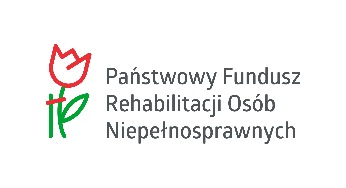 Państwowy Fundusz
Rehabilitacji Osób
Niepełnosprawnych